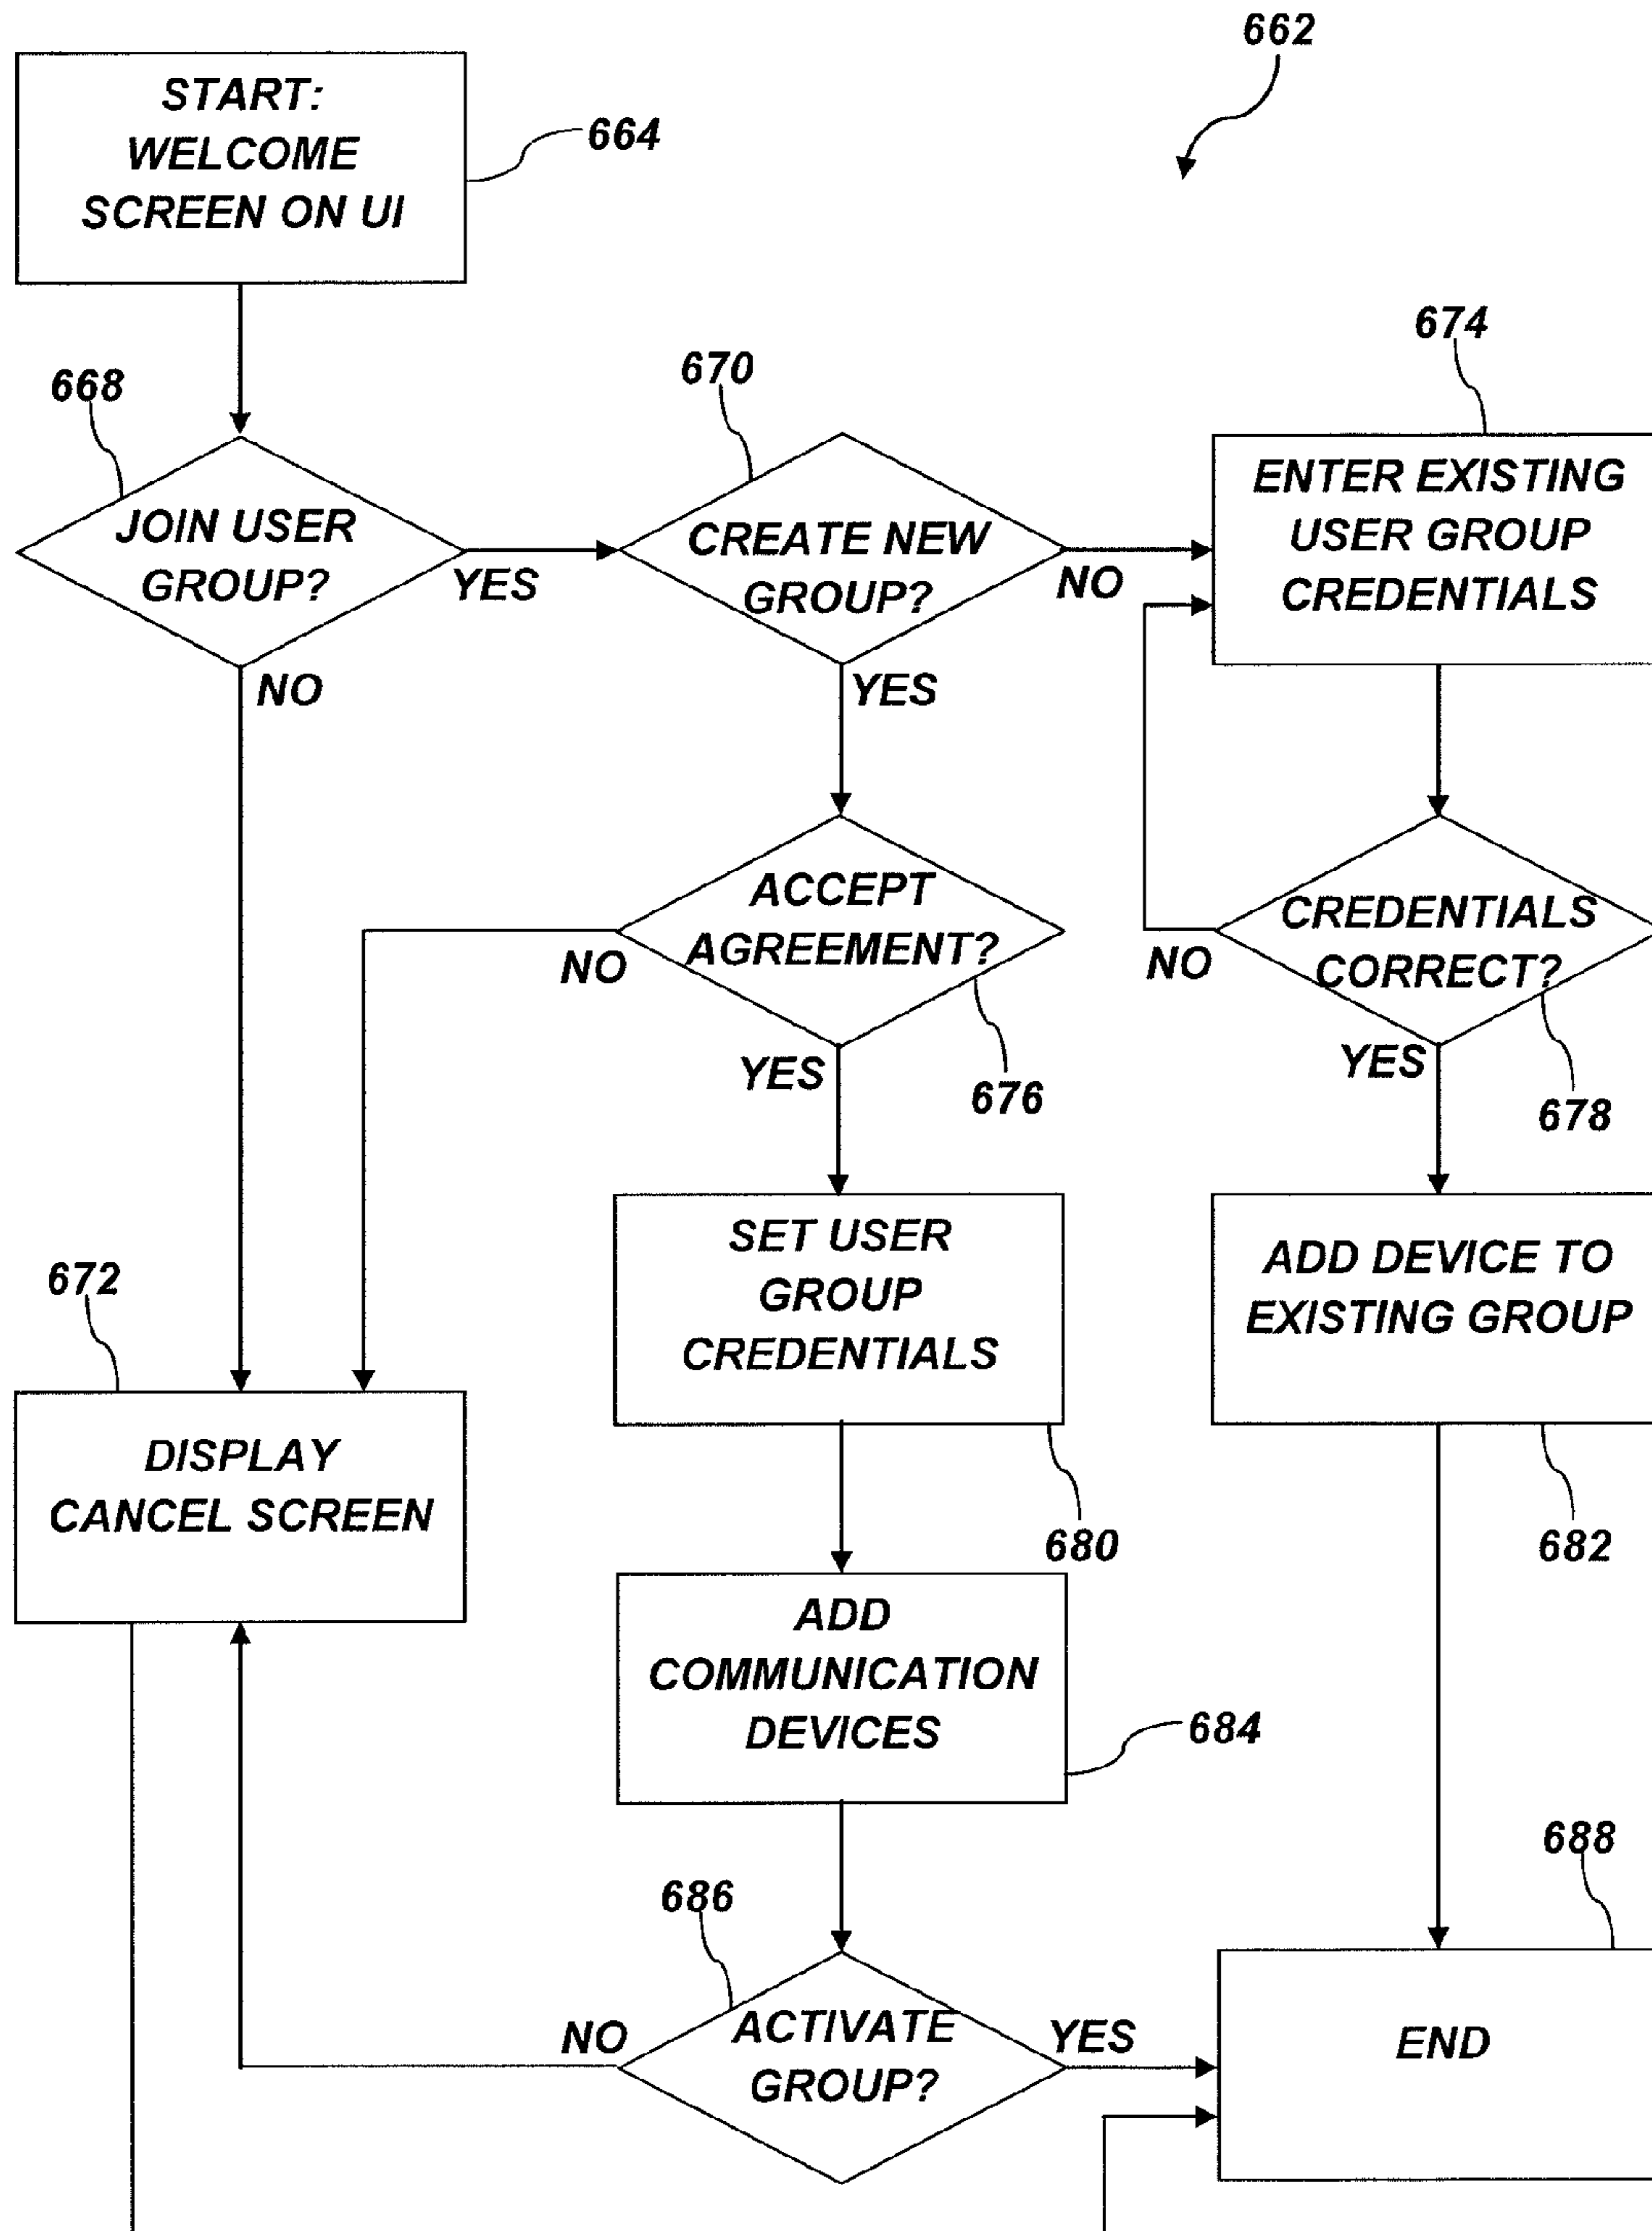 662
START:
WELCOME
SCREEN ON UI
664
668
JOIN USER
GROUP?
YES
NO
670
CREATE NEW
GROUP?
NO
YES
674
ENTER EXISTING
USER GROUP
CREDENTIALS
ACCEPT
AGREEMENT?
NO
YES
676
CREDENTIALS
CORRECT?
NO
YES
678
SET USER
GROUP
CREDENTIALS
680
ADD DEVICE TO
EXISTING GROUP
682
672
DISPLAY
CANCEL SCREEN
ADD
COMMUNICATION
DEVICES
684
686
ACTIVATE
GROUP?
NO
YES
688
END